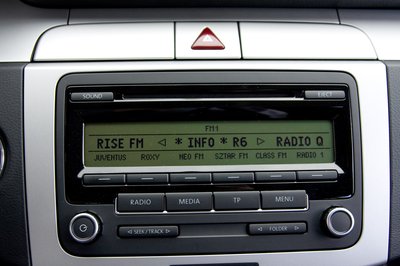 SOUND EJECT
FM1
RISE FM ◁ * INFO * R6 ▷ RADIO Q
JUVENTUS ROXY NEO FM SZTÁR FM CLASS FM RADIO 1
RADIO MEDIA TP MENU
◁ SEEK/TRACK ▷ ◁ FOLDER ▷